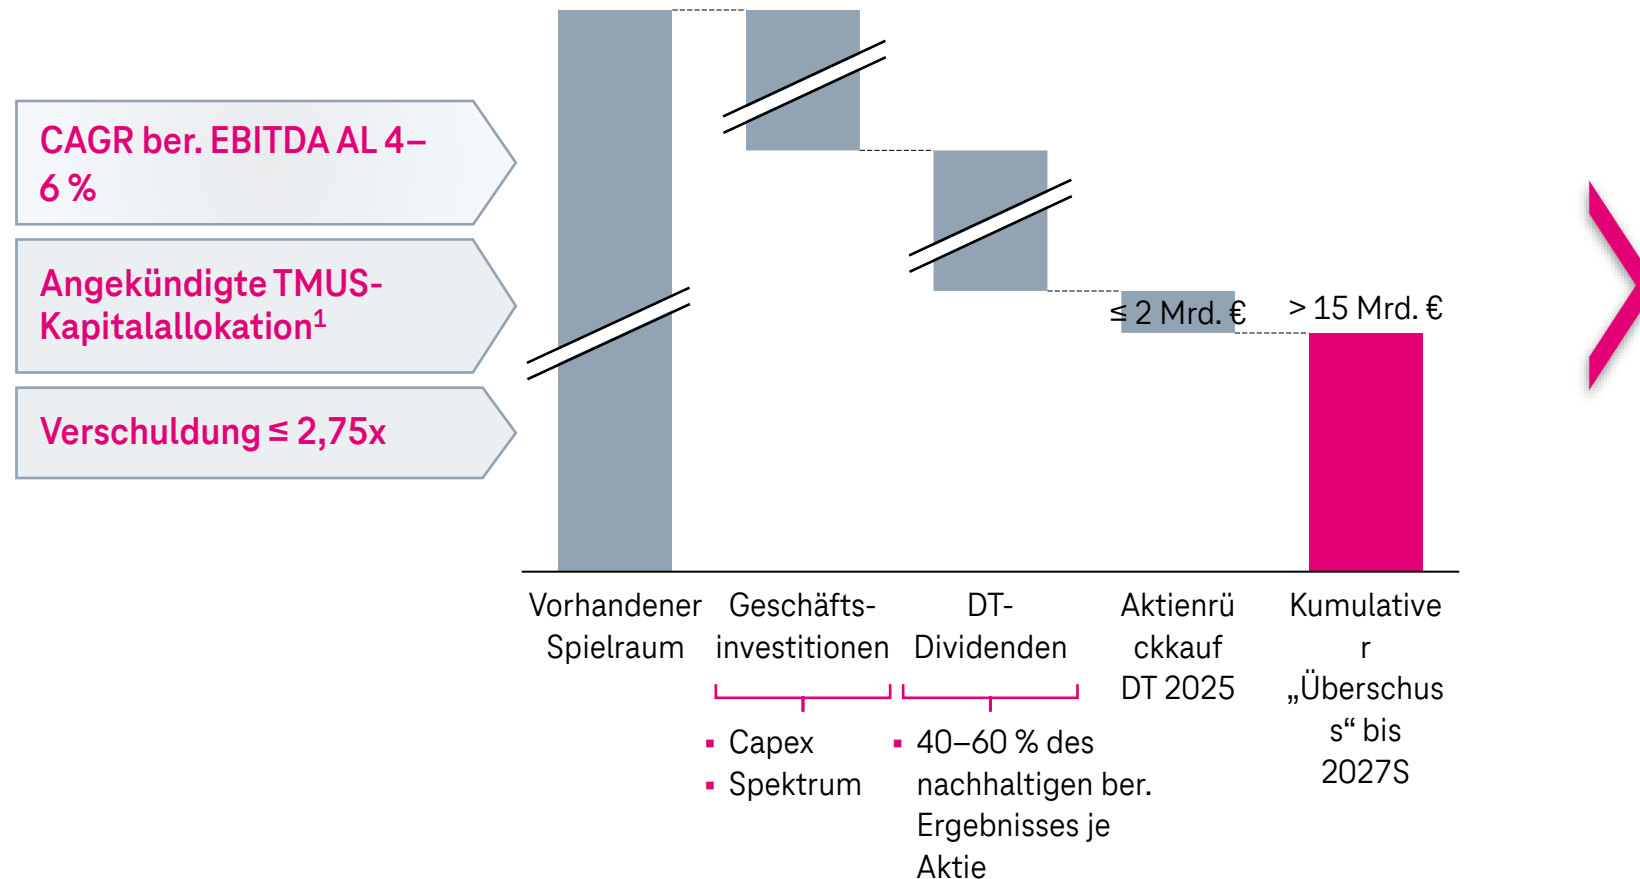 CAGR ber. EBITDA AL 4–
6 %
Angekündigte TMUS-
Kapitalallokation¹
Verschuldung ≤ 2,75x
≤ 2 Mrd. €
> 15 Mrd. €
Vorhandener
Spielraum
Geschäfts-
investitionen
▪ Capex
▪ Spektrum
DT-
Dividenden
▪ 40–60 % des
nachhaltigen ber.
Ergebnisses je
Aktie
Aktienrü
ckkauf
DT 2025
Kumulative
r
„Überschus
s“ bis
2027S